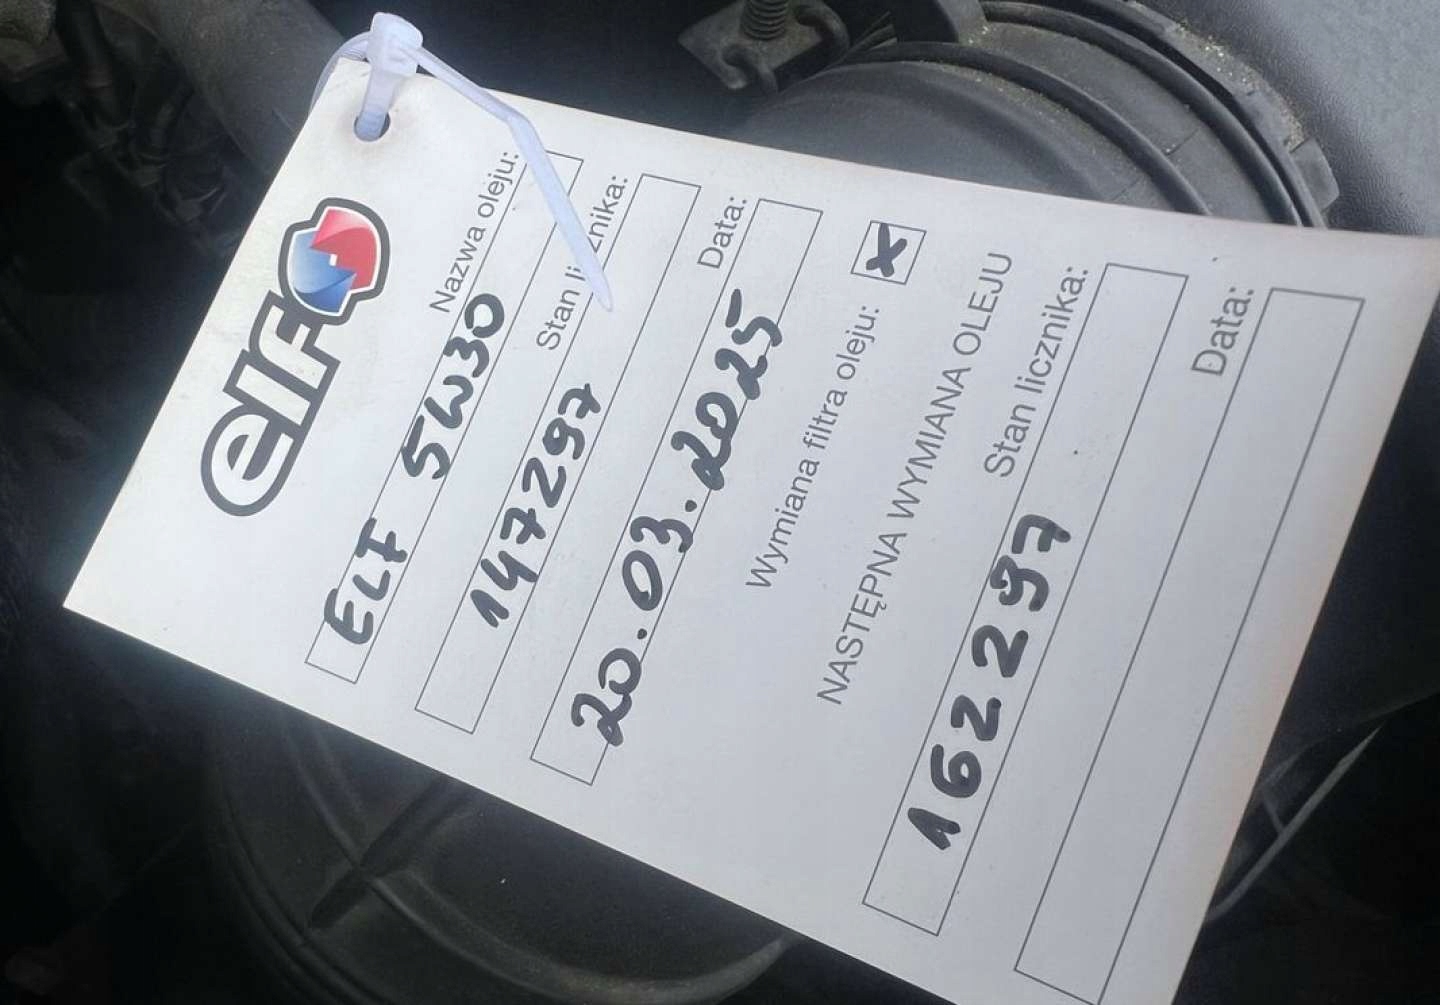 elf
Nazwa oleju:
ELF 5W30
Stan licznika:
147297
Data:
20.03.2025
Wymiana filtra oleju: x
NASTĘPNA WYMIANA OLEJU
Stan licznika:
162297
Data: